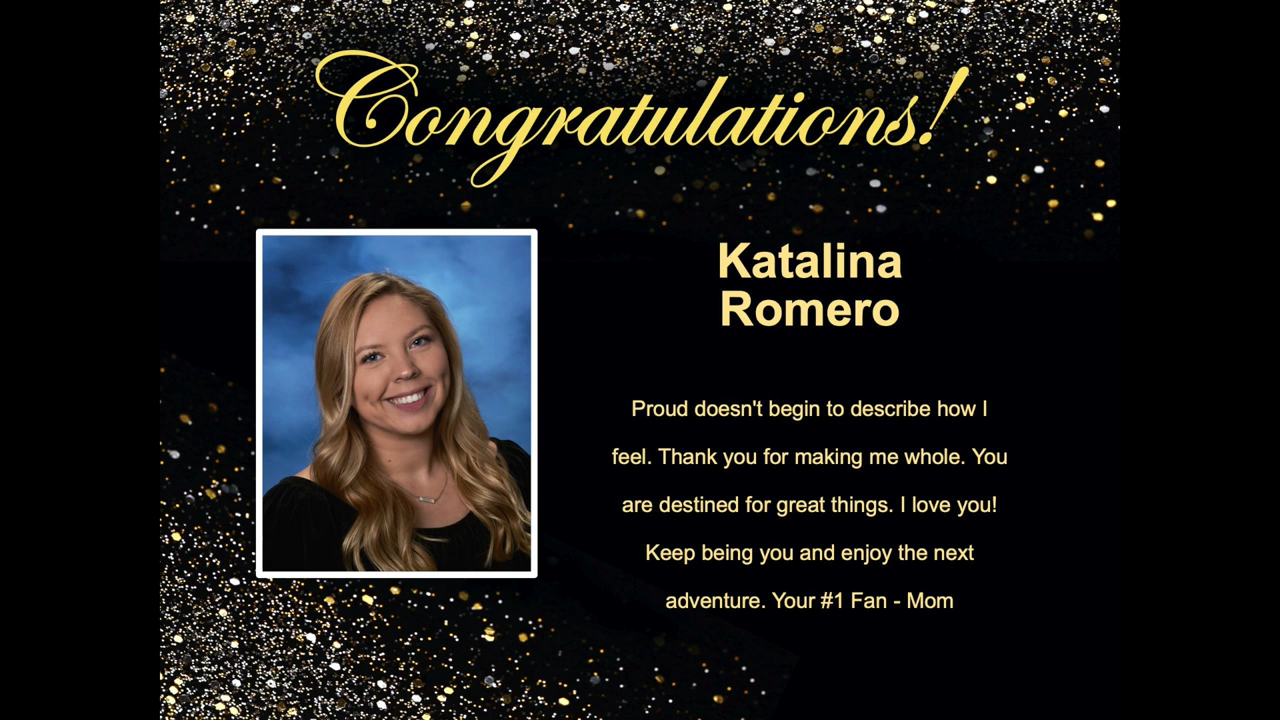 Congratulations!
Katalina
Romero
Proud doesn't begin to describe how I
feel. Thank you for making me whole. You
are destined for great things. I love you!
Keep being you and enjoy the next
adventure. Your #1 Fan - Mom